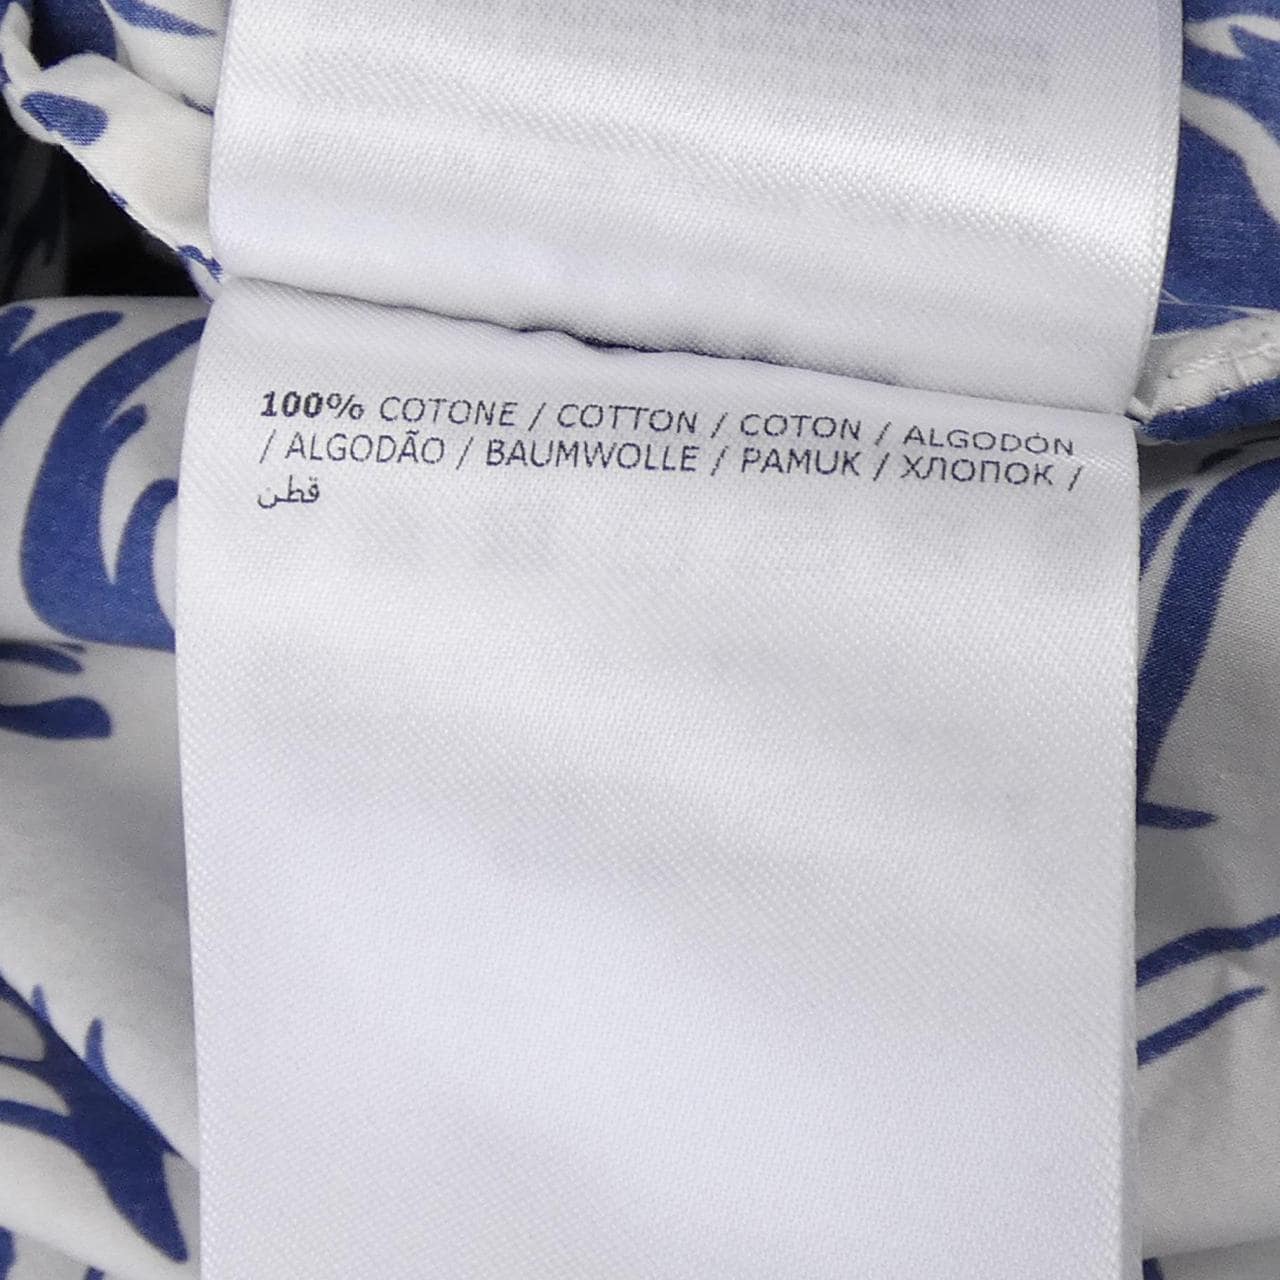 100% COTONE / COTTON / COTON / ALGODÓN
/ ALGODÃO / BAUMWOLLE / PAMUK / ХЛОПОК /
قطن